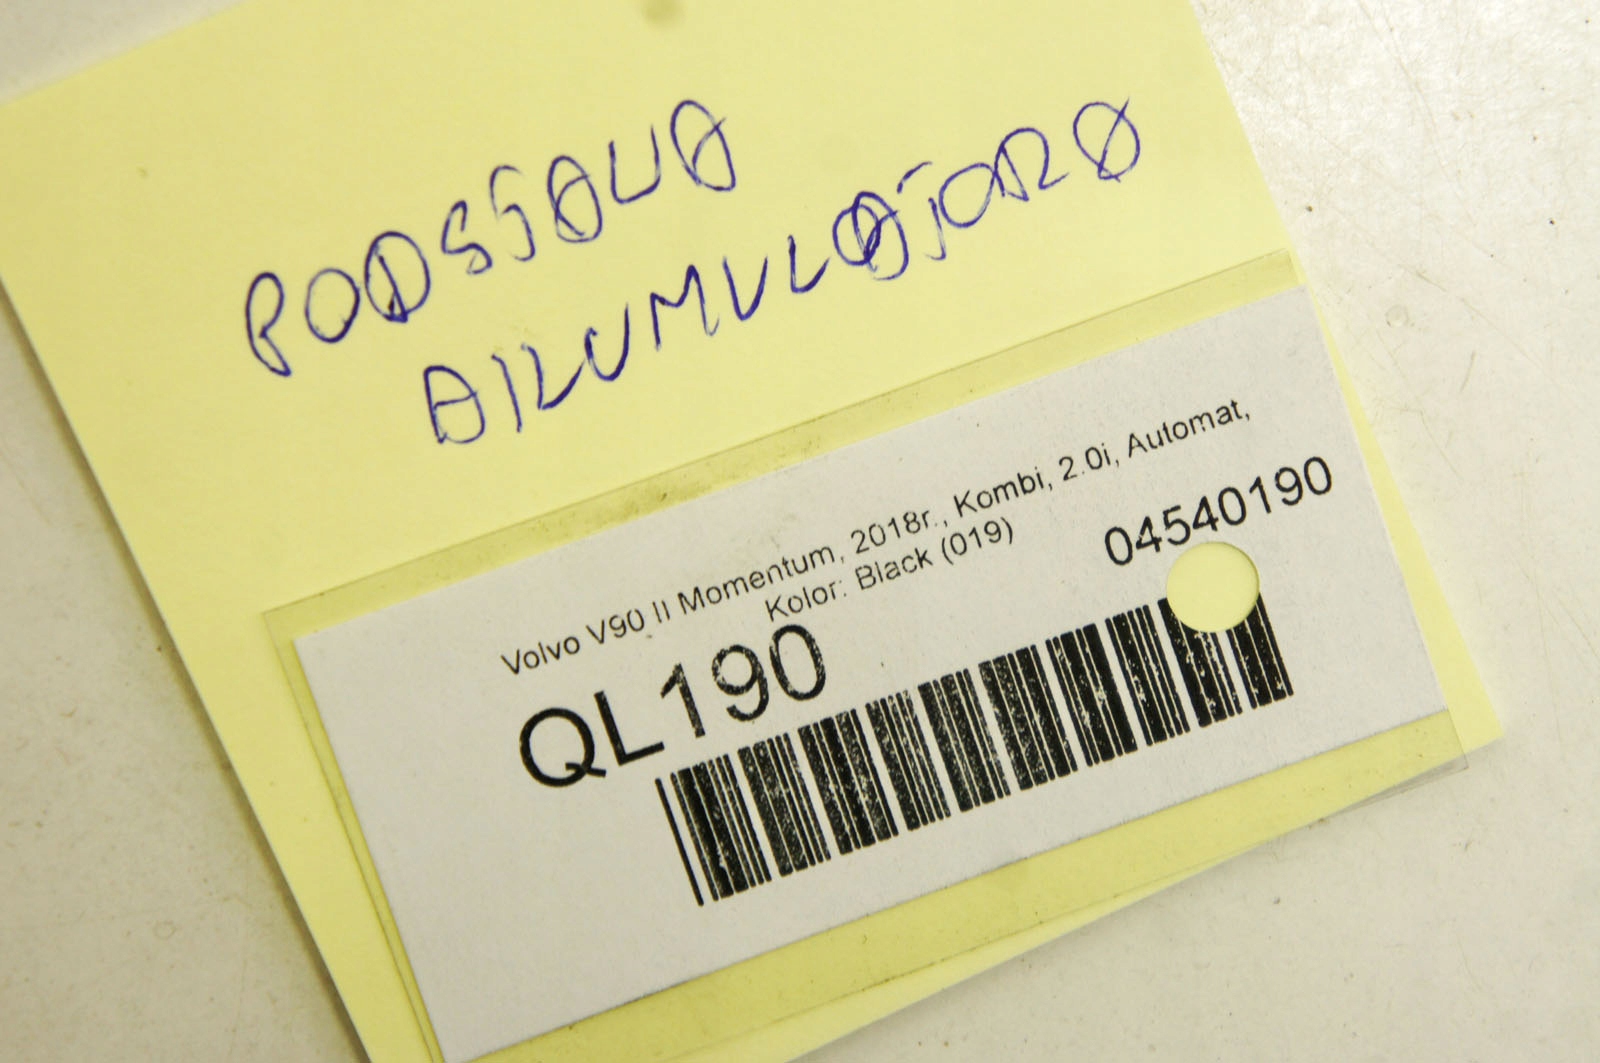 PODSTAWA
AKUMULATORA
Volvo V90 II Momentum, 2018r., Kombi, 2.0i, Automat,
Kolor: Black (019)
04540190
QL190